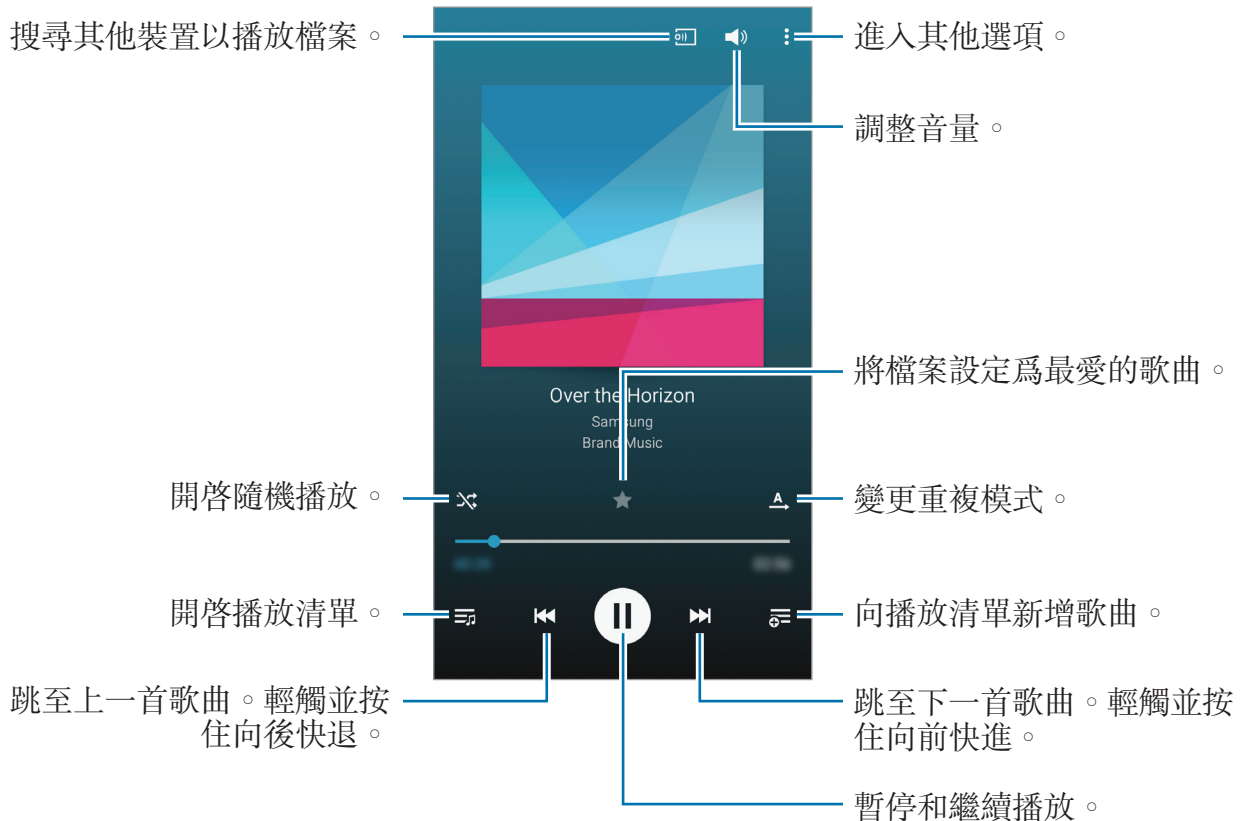 搜尋其他裝置以播放檔案。
進入其他選項。
調整音量。
將檔案設定爲最愛的歌曲。
Over the Horizon
Samsung
Brand Music
開啓隨機播放。
A
變更重複模式。
開啓播放清單。
向播放清單新增歌曲。
跳至上一首歌曲。輕觸並按
住向後快退。
跳至下一首歌曲。輕觸並按
住向前快進。
暫停和繼續播放。